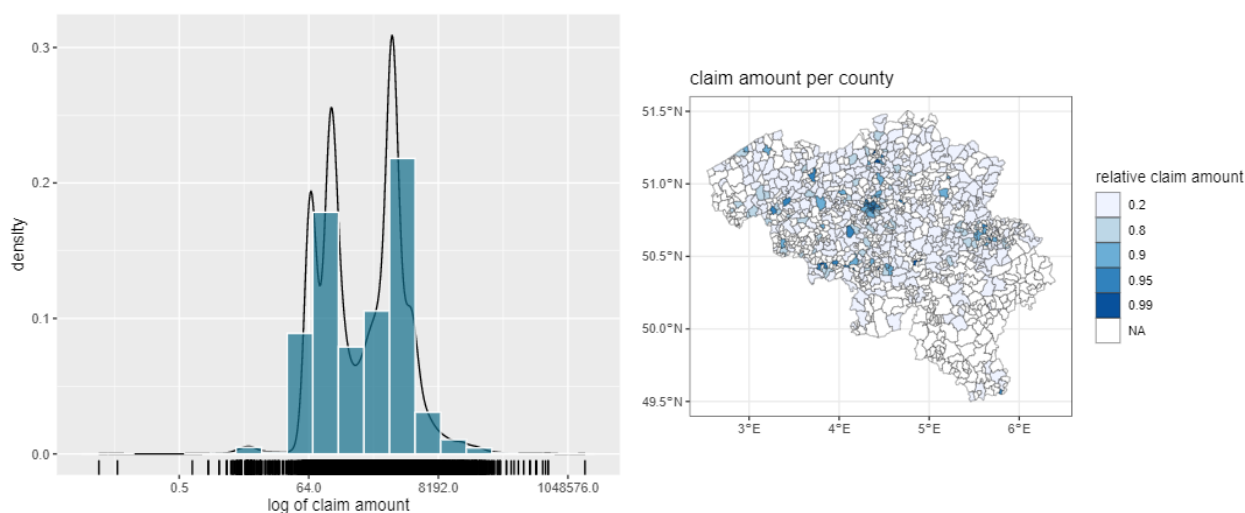 0.3
0.2
0.1
0.0
density
0.5
64.0
8192.0
1048576.0
log of claim amount
claim amount per county
51.5°N
51.0°N
50.5°N
50.0°N
49.5°N
3°E
4°E
5°E
6°E
relative claim amount
0.2
0.8
0.9
0.95
0.99
NA